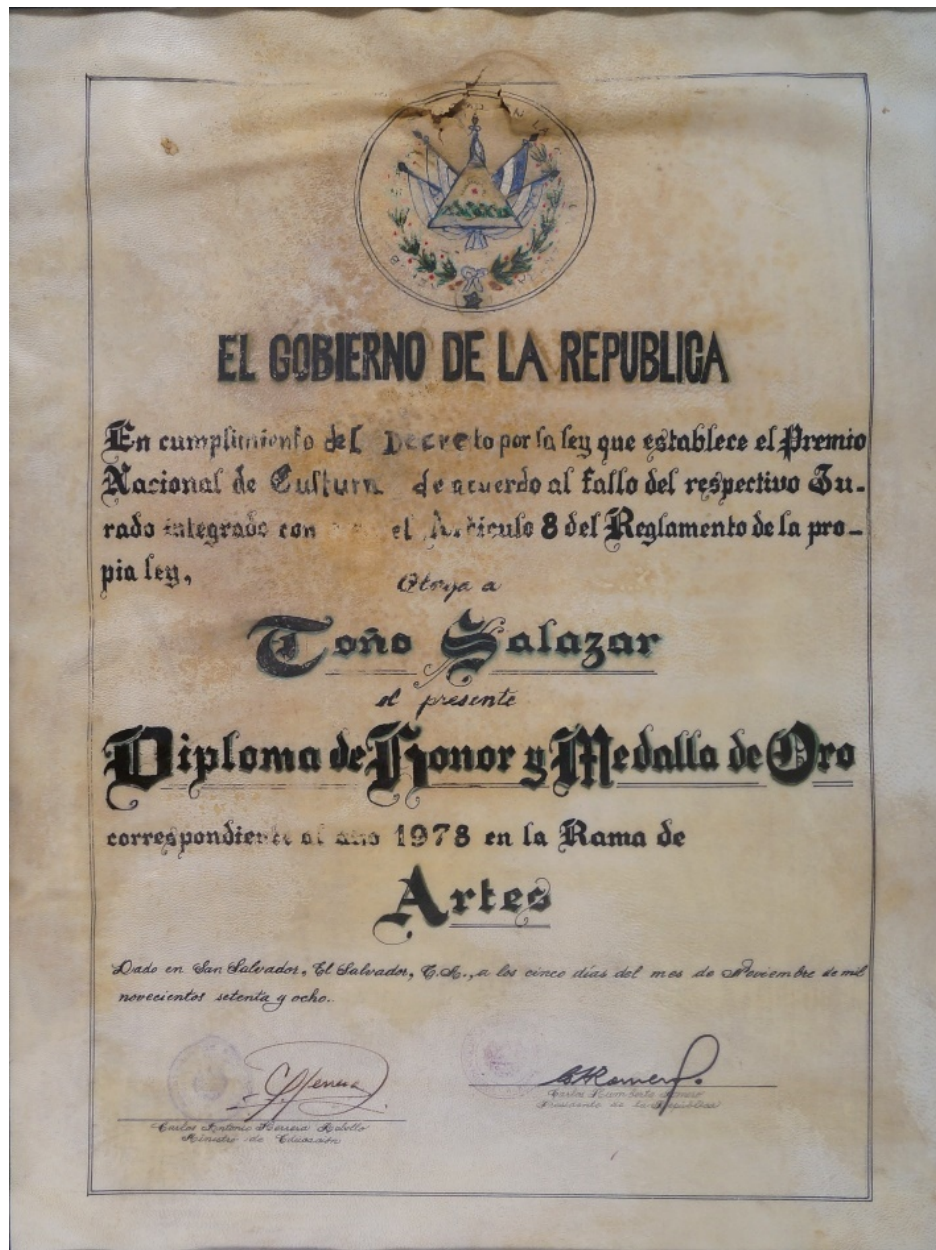 EL GOBIERNO DE LA REPUBLICA
En cumplimiento del Decreto por la ley que establece el Premio
Nacional de Cultura de acuerdo al fallo del respectivo Ju-
rado integrado con el Artículo 8 del Reglamento de la pro-
pia ley,
Otorga a
Toño Salazar
el presente
Diploma de Honor y Medalla de Oro
correspondiente al año 1978 en la Rama de
Artes
Dado en San Salvador, El Salvador, C.A., a los cinco días del mes de Noviembre de mil
novecientos setenta y ocho.
Carlos Antonio Herrera Rebollo
Ministro de Educación
Carlos Humberto Romero
Presidente de la República